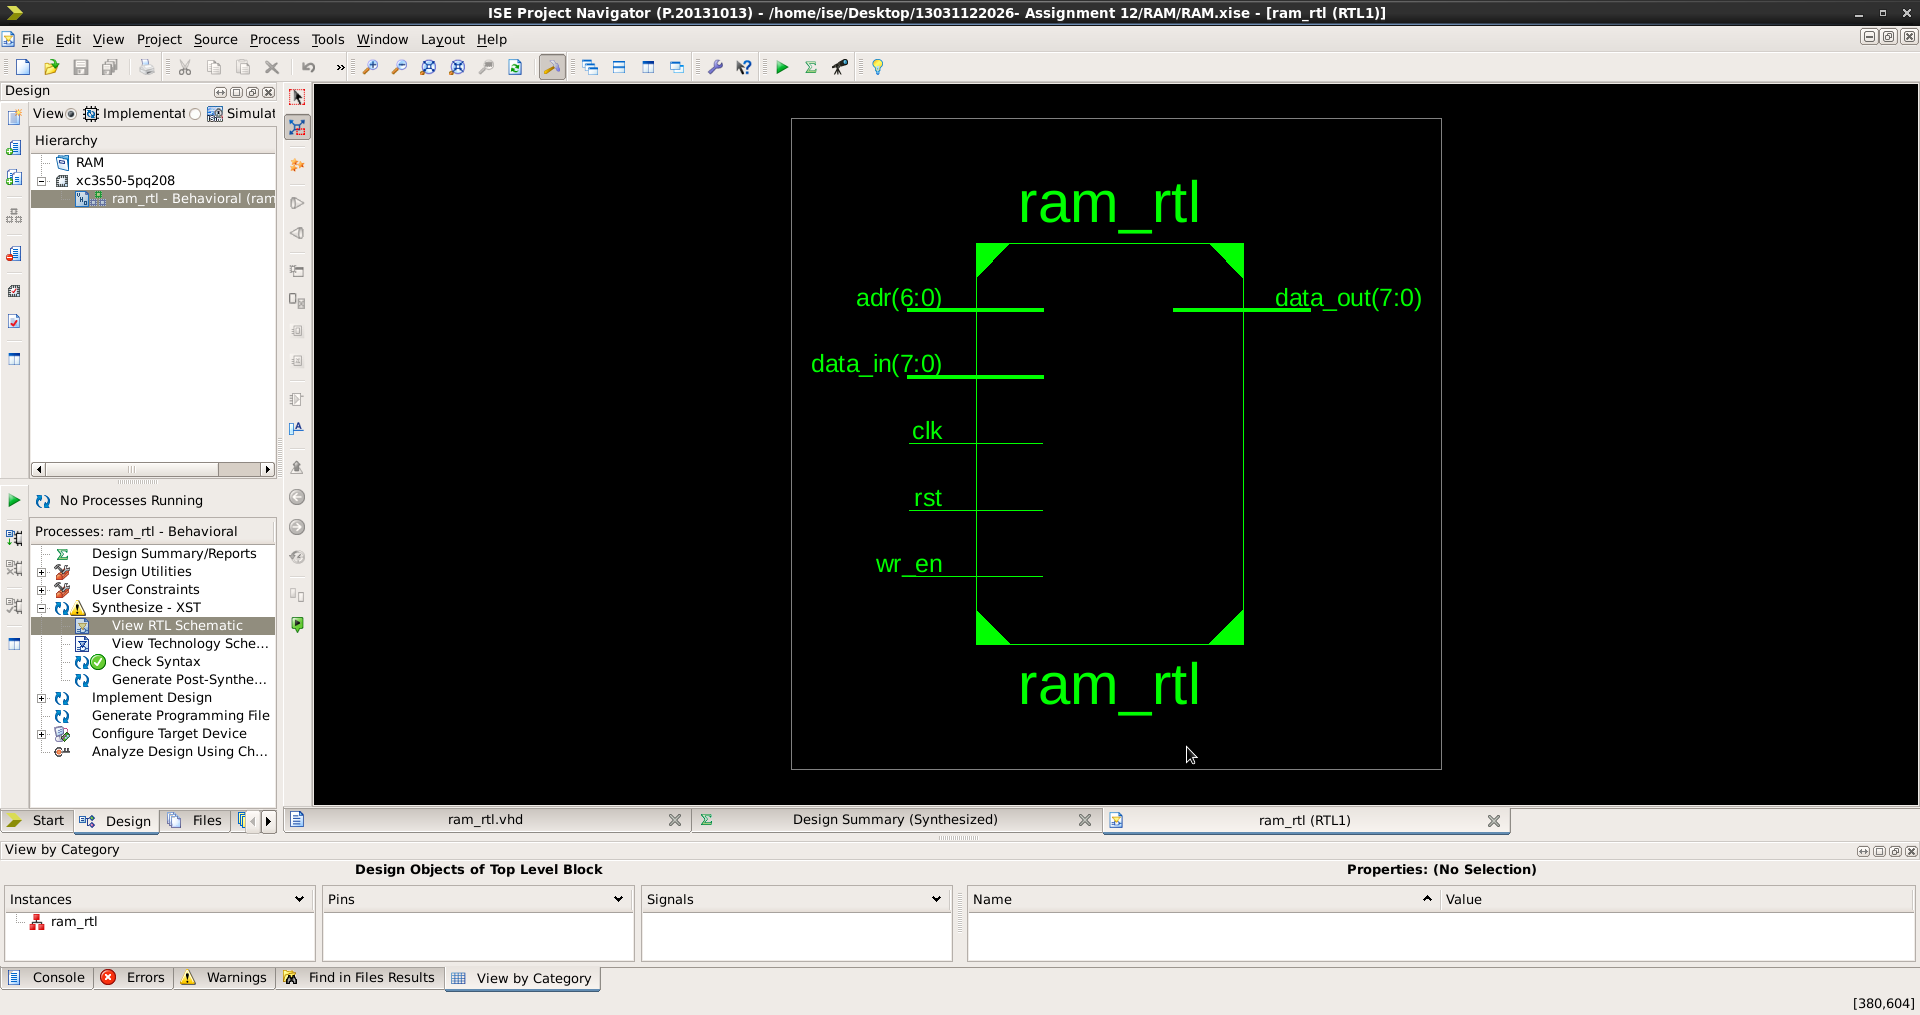 ISE Project Navigator (P.20131013) - /home/ise/Desktop/13031122026- Assignment 12/RAM/RAM.xise - [ram_rtl (RTL1)]
File Edit View Project Source Process Tools Window Layout Help
»
Design
View Implementat Simulat
Hierarchy
RAM
xc3s50-5pq208
ram_rtl - Behavioral (ram
No Processes Running
Processes: ram_rtl - Behavioral
Design Summary/Reports
Design Utilities
User Constraints
Synthesize - XST
View RTL Schematic
View Technology Sche...
Check Syntax
Generate Post-Synthe...
Implement Design
Generate Programming File
Configure Target Device
Analyze Design Using Ch...
Start Design Files
ram_rtl
adr(6:0)
data_out(7:0)
data_in(7:0)
clk
rst
wr_en
ram_rtl
ram_rtl.vhd Design Summary (Synthesized) ram_rtl (RTL1)
View by Category
Design Objects of Top Level Block
Properties: (No Selection)
Instances Pins Signals Name Value
ram_rtl
Console Errors Warnings Find in Files Results View by Category
[380,604]